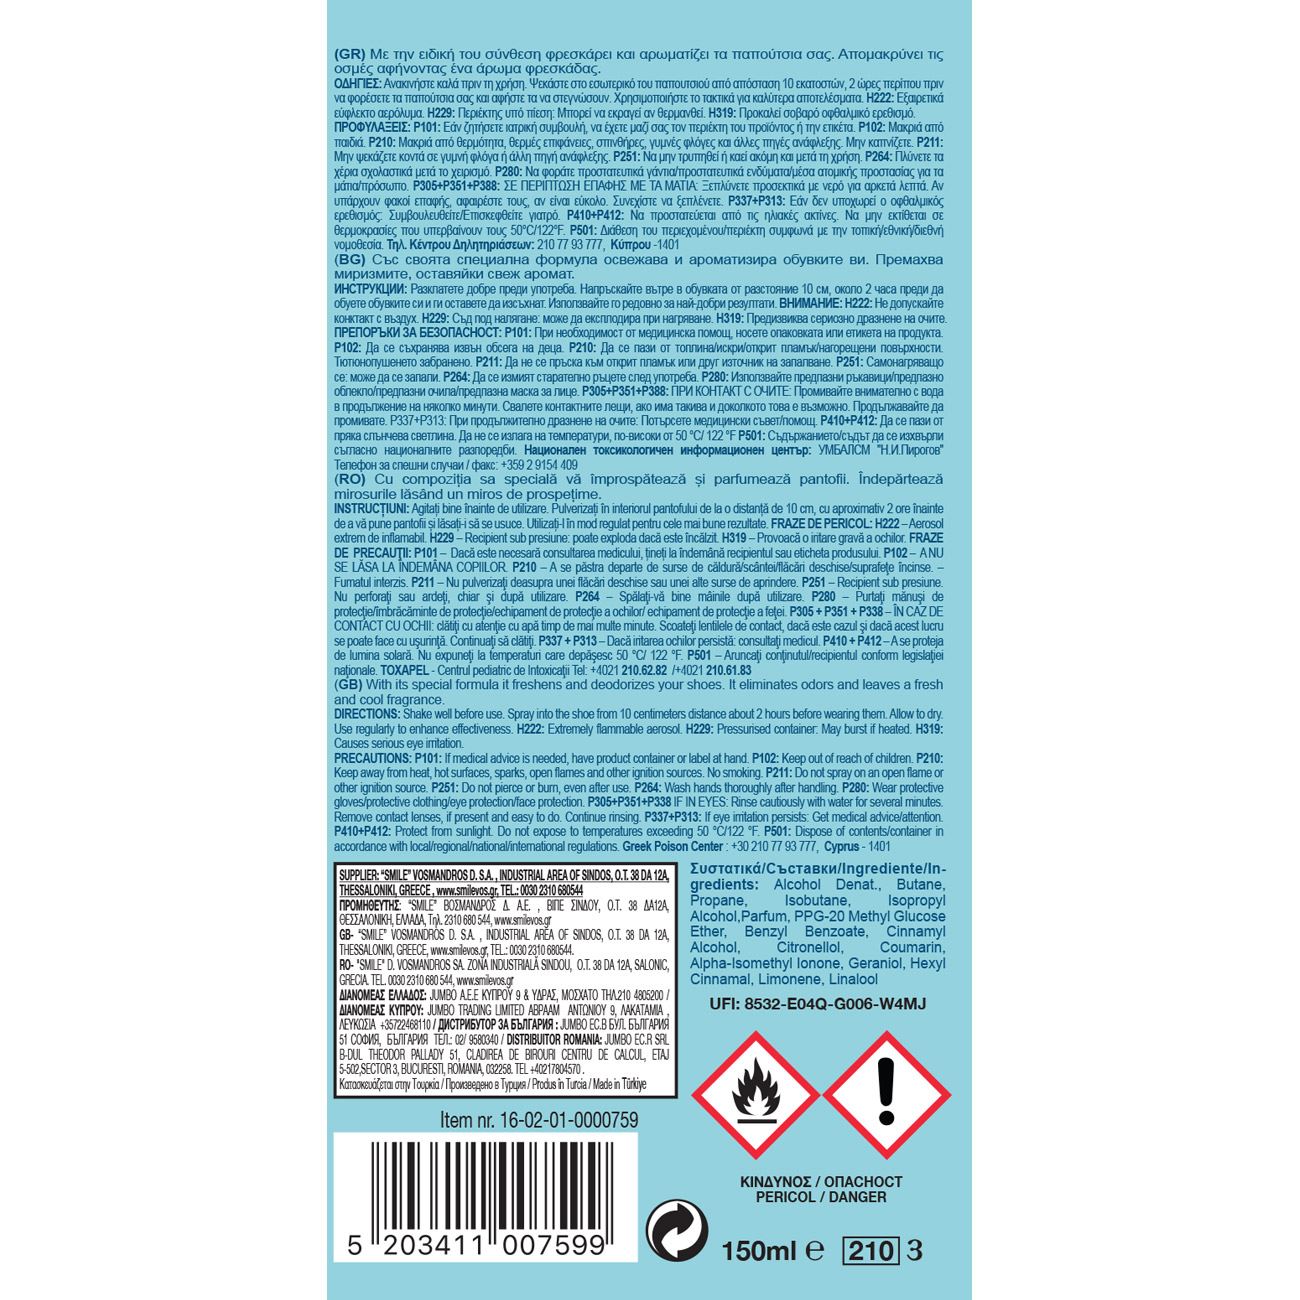 (GR) Με την ειδική του σύνθεση φρεσκάρει και αρωματίζει τα παπούτσια σας. Απομακρύνει τις
οσμές αφήνοντας ένα άρωμα φρεσκάδας.
ΟΔΗΓΙΕΣ: Ανακινήστε καλά πριν τη χρήση. Ψεκάστε στο εσωτερικό του παπουτσιού από απόσταση 10 εκατοστών, 2 ώρες περίπου πριν
να φορέσετε τα παπούτσια σας και αφήστε τα να στεγνώσουν. Χρησιμοποιήστε το τακτικά για καλύτερα αποτελέσματα. H222: Εξαιρετικά
εύφλεκτο αερόλυμα. H229: Περιέκτης υπό πίεση: Μπορεί να εκραγεί αν θερμανθεί. H319: Προκαλεί σοβαρό οφθαλμικό ερεθισμό.
ΠΡΟΦΥΛΑΞΕΙΣ: P101: Εάν ζητήσετε ιατρική συμβουλή, να έχετε μαζί σας τον περιέκτη του προϊόντος ή την ετικέτα. P102: Μακριά από
παιδιά. P210: Μακριά από θερμότητα, θερμές επιφάνειες, σπινθήρες, γυμνές φλόγες και άλλες πηγές ανάφλεξης. Μην καπνίζετε. P211:
Μην ψεκάζετε κοντά σε γυμνή φλόγα ή άλλη πηγή ανάφλεξης. P251: Να μην τρυπηθεί ή καεί ακόμη και μετά τη χρήση. P264: Πλύνετε τα
χέρια σχολαστικά μετά το χειρισμό. P280: Να φοράτε προστατευτικά γάντια/προστατευτικά ενδύματα/μέσα ατομικής προστασίας για τα
μάτια/πρόσωπο. P305+P351+P388: ΣΕ ΠΕΡΙΠΤΩΣΗ ΕΠΑΦΗΣ ΜΕ ΤΑ ΜΑΤΙΑ: Ξεπλύνετε προσεκτικά με νερό για αρκετά λεπτά. Αν
υπάρχουν φακοί επαφής, αφαιρέστε τους, αν είναι εύκολο. Συνεχίστε να ξεπλένετε. P337+P313: Εάν δεν υποχωρεί ο οφθαλμικός
ερεθισμός: Συμβουλευθείτε/Επισκεφθείτε γιατρό. P410+P412: Να προστατεύεται από τις ηλιακές ακτίνες. Να μην εκτίθεται σε
θερμοκρασίες που υπερβαίνουν τους 50°C/122°F. P501: Διάθεση του περιεχομένου/περιέκτη συμφωνά με την τοπική/εθνική/διεθνή
νομοθεσία. Τηλ. Κέντρου Δηλητηριάσεων: 210 77 93 777, Κύπρου -1401
(BG) Със своята специална формула освежава и ароматизира обувките ви. Премахва
миризмите, оставяйки свеж аромат.
ИНСТРУКЦИИ: Разклатете добре преди употреба. Напръскайте вътре в обувката от разстояние 10 см, около 2 часа преди да
обуете обувките си и ги оставете да изсъхнат. Използвайте го редовно за най-добри резултати. ВНИМАНИЕ: H222: Не допускайте
конктакт с въздух. H229: Съд под налягане: може да експлодира при нагряване. H319: Предизвиква сериозно дразнене на очите.
ПРЕПОРЪКИ ЗА БЕЗОПАСНОСТ: P101: При необходимост от медицинска помощ, носете опаковката или етикета на продукта.
P102: Да се съхранява извън обсега на деца. P210: Да се пази от топлина/искри/открит пламък/нагорещени повърхности.
Тютюнопушенето забранено. P211: Да не се пръска към открит пламък или друг източник на запалване. P251: Самонагряващо
се: може да се запали. P264: Да се измият старателно ръцете след употреба. P280: Използвайте предпазни ръкавици/предпазно
облекло/предпазни очила/предпазна маска за лице. P305+P351+P388: ПРИ КОНТАКТ С ОЧИТЕ: Промивайте внимателно с вода
в продължение на няколко минути. Свалете контактните лещи, ако има такива и доколкото това е възможно. Продължавайте да
промивате. P337+P313: При продължително дразнене на очите: Потърсете медицински съвет/помощ. P410+P412: Да се пази от
пряка слънчева светлина. Да не се излага на температури, по-високи от 50 °C/ 122 °F P501: Съдържанието/съдът да се изхвърли
съгласно националните разпоредби. Национален токсикологичен информационен център: УМБАЛСМ "Н.И.Пирогов"
Телефон за спешни случаи / факс: +359 2 9154 409
(RO) Cu compoziția sa specială vă împrospătează și parfumează pantofii. Îndepărtează
mirosurile lăsând un miros de prospețime.
INSTRUCȚIUNI: Agitați bine înainte de utilizare. Pulverizați în interiorul pantofului de la o distanță de 10 cm, cu aproximativ 2 ore înainte
de a vă pune pantofii și lăsați-i să se usuce. Utilizați-l în mod regulat pentru cele mai bune rezultate. FRAZE DE PERICOL: H222 – Aerosol
extrem de inflamabil. H229 – Recipient sub presiune: poate exploda dacă este încălzit. H319 – Provoacă o iritare gravă a ochilor. FRAZE
DE PRECAUȚII: P101 – Dacă este necesară consultarea medicului, țineți la îndemână recipientul sau eticheta produsului. P102 – A NU
SE LĂSA LA ÎNDEMÂNA COPIILOR. P210 – A se păstra departe de surse de căldură/scântei/flăcări deschise/suprafețe încinse. –
Fumatul interzis. P211 – Nu pulverizați deasupra unei flăcări deschise sau unei alte surse de aprindere. P251 – Recipient sub presiune.
Nu perforați sau ardeți, chiar și după utilizare. P264 – Spălați-vă bine mâinile după utilizare. P280 – Purtați mănuși de
protecție/îmbrăcăminte de protecție/echipament de protecție a ochilor/ echipament de protecție a feței. P305 + P351 + P338 – ÎN CAZ DE
CONTACT CU OCHII: clătiți cu atenție cu apă timp de mai multe minute. Scoateți lentilele de contact, dacă este cazul și dacă acest lucru
se poate face cu ușurință. Continuați să clătiți. P337 + P313 – Dacă iritarea ochilor persistă: consultați medicul. P410 + P412 – A se proteja
de lumina solară. Nu expuneți la temperaturi care depășesc 50 °C/ 122 °F. P501 – Aruncați conținutul/recipientul conform legislației
naționale. TOXAPEL - Centrul pediatric de Intoxicații Tel: +4021 210.62.82 /+4021 210.61.83
(GB) With its special formula it freshens and deodorizes your shoes. It eliminates odors and leaves a fresh
and cool fragrance.
DIRECTIONS: Shake well before use. Spray into the shoe from 10 centimeters distance about 2 hours before wearing them. Allow to dry.
Use regularly to enhance effectiveness. H222: Extremely flammable aerosol. H229: Pressurised container: May burst if heated. H319:
Causes serious eye irritation.
PRECAUTIONS: P101: If medical advice is needed, have product container or label at hand. P102: Keep out of reach of children. P210:
Keep away from heat, hot surfaces, sparks, open flames and other ignition sources. No smoking. P211: Do not spray on an open flame or
other ignition source. P251: Do not pierce or burn, even after use. P264: Wash hands thoroughly after handling. P280: Wear protective
gloves/protective clothing/eye protection/face protection. P305+P351+P338 IF IN EYES: Rinse cautiously with water for several minutes.
Remove contact lenses, if present and easy to do. Continue rinsing. P337+P313: If eye irritation persists: Get medical advice/attention.
P410+P412: Protect from sunlight. Do not expose to temperatures exceeding 50 °C/122 °F. P501: Dispose of contents/container in
accordance with local/regional/national/international regulations. Greek Poison Center : +30 210 77 93 777, Cyprus - 1401
SUPPLIER: "SMILE" VOSMANDROS D. S.A. , INDUSTRIAL AREA OF SINDOS, O.T. 38 DA 12A,
THESSALONIKI, GREECE , www.smilevos.gr, TEL.: 0030 2310 680544
ΠΡΟΜΗΘΕΥΤΗΣ: "SMILE" ΒΟΣΜΑΝΔΡΟΣ Δ. Α.Ε. , ΒΙΠΕ ΣΙΝΔΟΥ, Ο.Τ. 38 ΔΑ12Α,
ΘΕΣΣΑΛΟΝΙΚΗ, ΕΛΛΑΔΑ, Τηλ. 2310 680 544, www.smilevos.gr
GB- "SMILE" VOSMANDROS D. S.A. , INDUSTRIAL AREA OF SINDOS, O.T. 38 DA 12A,
THESSALONIKI, GREECE, www.smilevos.gr, TEL.: 0030 2310 680544.
RO- "SMILE" D. VOSMANDROS SA. ZONA INDUSTRIALĂ SINDOU, O.T. 38 DA 12A, SALONIC,
GRECIA. TEL. 0030 2310 680 544, www.smilevos.gr
ΔΙΑΝΟΜΕΑΣ ΕΛΛΑΔΟΣ: JUMBO A.E.E ΚΥΠΡΟΥ 9 & ΥΔΡΑΣ, ΜΟΣΧΑΤΟ ΤΗΛ.210 4805200 /
ΔΙΑΝΟΜΕΑΣ ΚΥΠΡΟΥ: JUMBO TRADING LIMITED ΑΒΡΑΑΜ ΑΝΤΩΝΙΟΥ 9, ΛΑΚΑΤΑΜΙΑ ,
ΛΕΥΚΩΣΙΑ +35722468110 / ДИСТРИБУТОР ЗА БЪЛГАРИЯ : JUMBO EC.B БУЛ. БЪЛГАРИЯ
51 СОФИЯ, БЪЛГАРИЯ ТЕЛ.: 02/ 9580340 / DISTRIBUITOR ROMANIA: JUMBO EC.R SRL
B-DUL THEODOR PALLADY 51, CLADIREA DE BIROURI CENTRU DE CALCUL, ETAJ
5-502,SECTOR 3, BUCURESTI, ROMANIA, 032258. TEL +40217804570 .
Κατασκευάζεται στην Τουρκία / Произведено в Турция / Produs în Turcia / Made in Türkiye
Συστατικά/Съставки/Ingrediente/In-
gredients: Alcohol Denat., Butane,
Propane, Isobutane, Isopropyl
Alcohol,Parfum, PPG-20 Methyl Glucose
Ether, Benzyl Benzoate, Cinnamyl
Alcohol, Citronellol, Coumarin,
Alpha-Isomethyl Ionone, Geraniol, Hexyl
Cinnamal, Limonene, Linalool
UFI: 8532-E04Q-G006-W4MJ
ΚΙΝΔΥΝΟΣ / ОПАСНОСТ
PERICOL / DANGER
Item nr. 16-02-01-0000759
5 203411 007599
150ml e 210 3